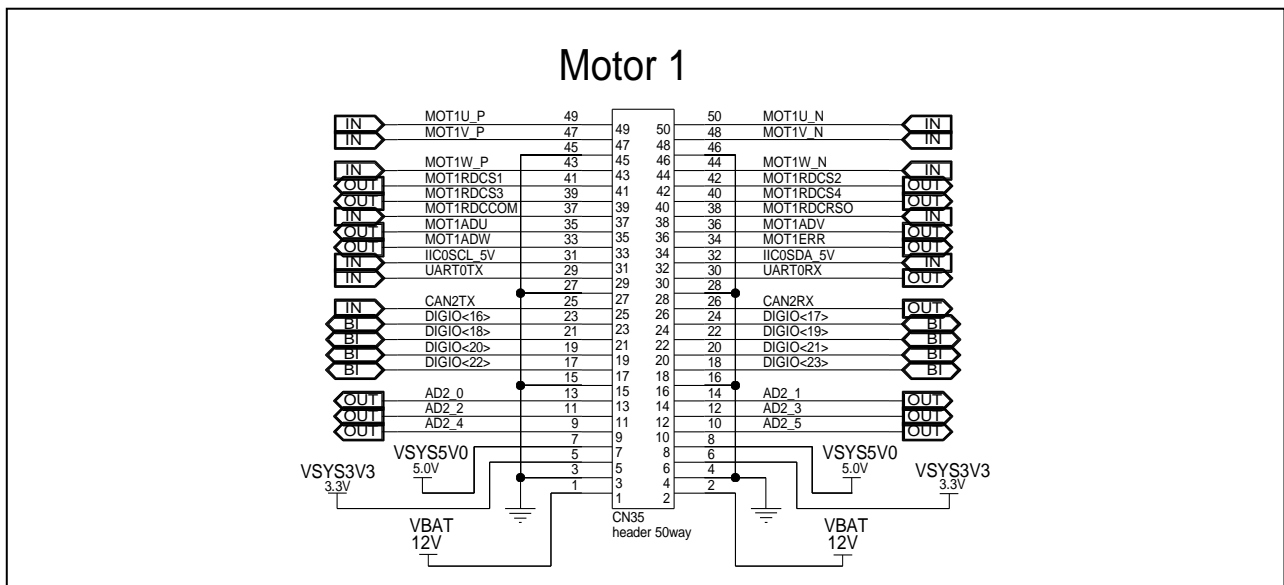 Motor 1
IN MOT1U_P 49 49 50 50 MOT1U_N IN
IN MOT1V_P 47 47 48 48 MOT1V_N IN
45 45 46 46
IN MOT1W_P 43 43 44 44 MOT1W_N IN
OUT MOT1RDCS1 41 41 42 42 MOT1RDCS2 OUT
OUT MOT1RDCS3 39 39 40 40 MOT1RDCS4 OUT
IN MOT1RDCCOM 37 37 38 38 MOT1RDCRSO IN
OUT MOT1ADU 35 35 36 36 MOT1ADV OUT
OUT MOT1ADW 33 33 34 34 MOT1ERR OUT
IN IIC0SCL_5V 31 31 32 32 IIC0SDA_5V IN
IN UART0TX 29 29 30 30 UART0RX OUT
27 27 28 28
IN CAN2TX 25 25 26 26 CAN2RX OUT
BI DIGIO<16> 23 23 24 24 DIGIO<17> BI
BI DIGIO<18> 21 21 22 22 DIGIO<19> BI
BI DIGIO<20> 19 19 20 20 DIGIO<21> BI
BI DIGIO<22> 17 17 18 18 DIGIO<23> BI
15 15 16 16
OUT AD2_0 13 13 14 14 AD2_1 OUT
OUT AD2_2 11 11 12 12 AD2_3 OUT
OUT AD2_4 9 9 10 10 AD2_5 OUT
VSYS5V0 7 7 8 8 VSYS5V0
5.0V 5 5 6 6 5.0V
VSYS3V3 3 3 4 4 VSYS3V3
3.3V 1 1 2 2 3.3V
CN35
header 50way
VBAT VBAT
12V 12V